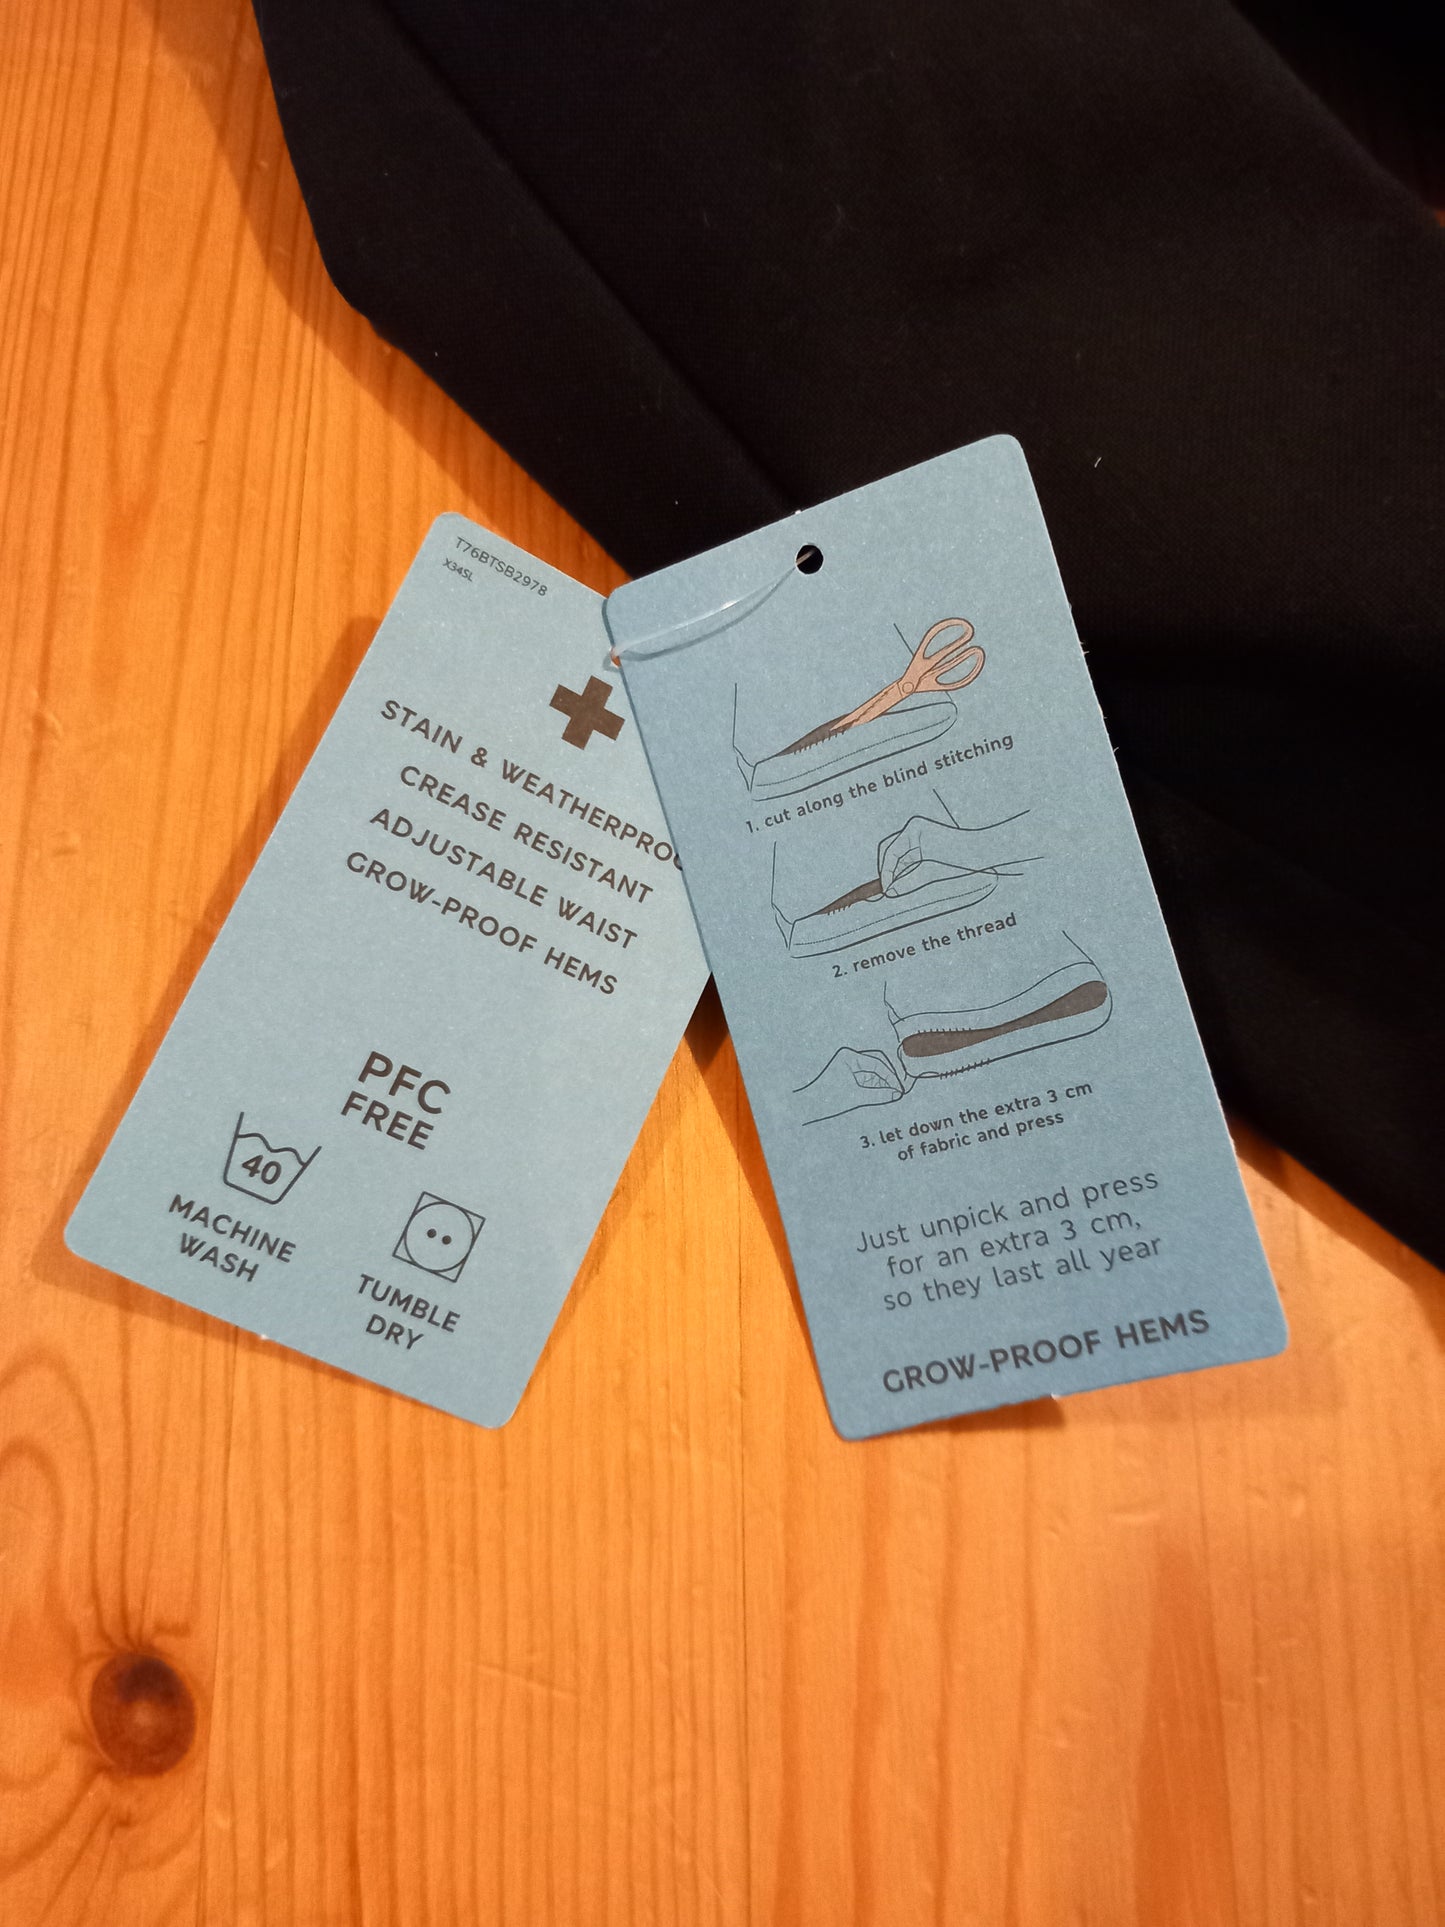 T76BTSB2978
X34SL
STAIN & WEATHERPROO
CREASE RESISTANT
ADJUSTABLE WAIST
GROW-PROOF HEMS
PFC
FREE
40
MACHINE
WASH
TUMBLE
DRY
1. cut along the blind stitching
2. remove the thread
3. let down the extra 3 cm
of fabric and press
Just unpick and press
for an extra 3 cm,
so they last all year
GROW-PROOF HEMS